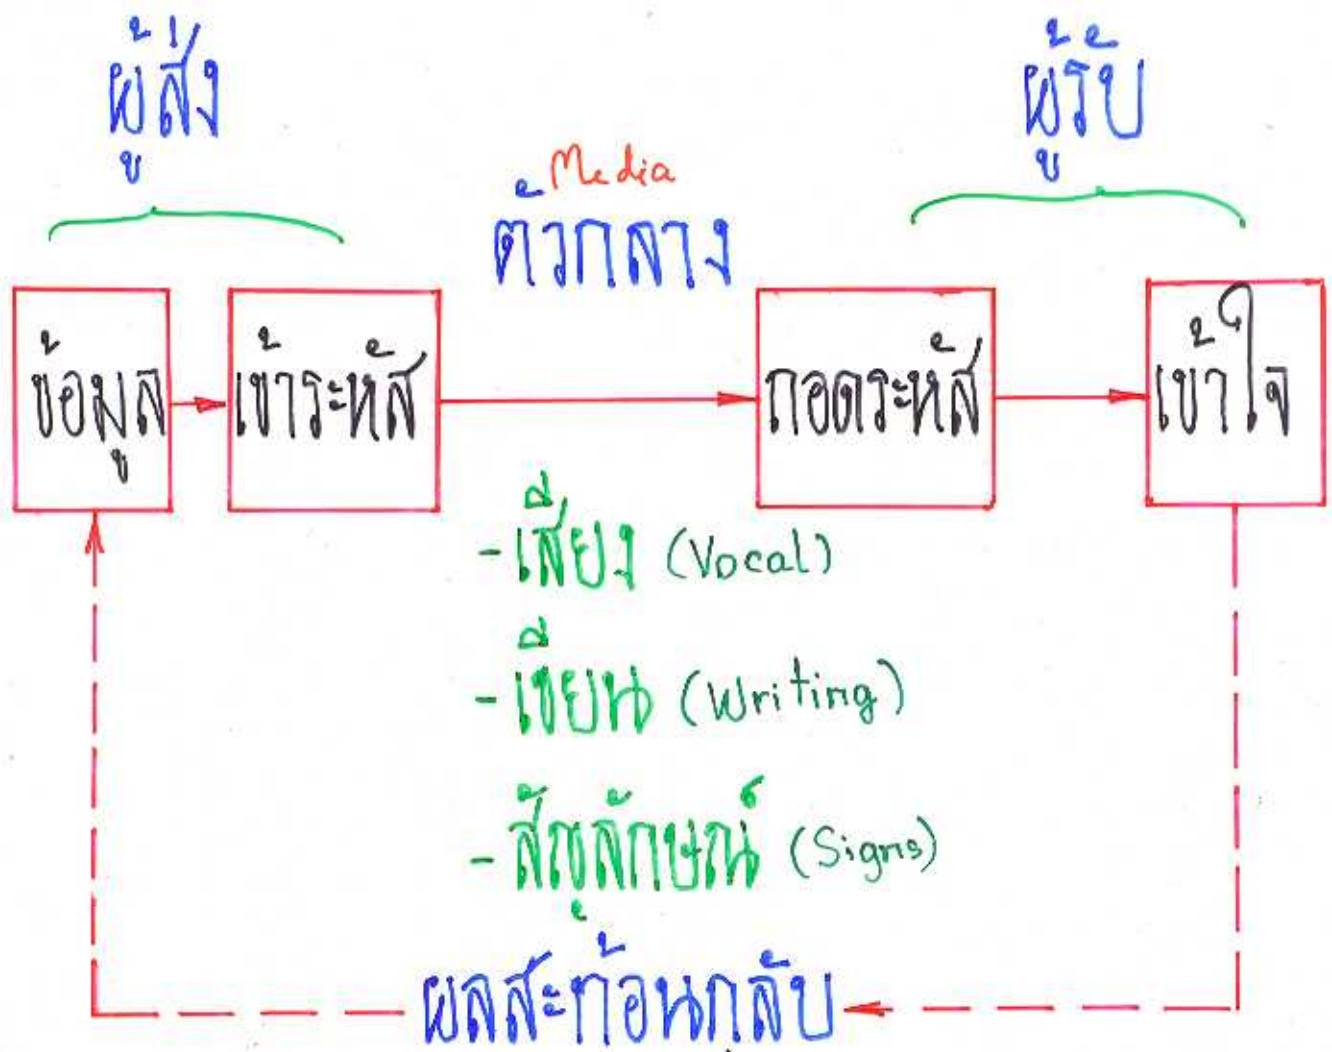 ผู้ส่ง
ผู้รับ
Media
ตัวกลาง
ข้อมูล
เข้าระหัส
ถอดระหัส
เข้าใจ
- เสียง (Vocal)
- เขียน (Writing)
- สัญลักษณ์ (Signs)
ผลสะท้อนกลับ